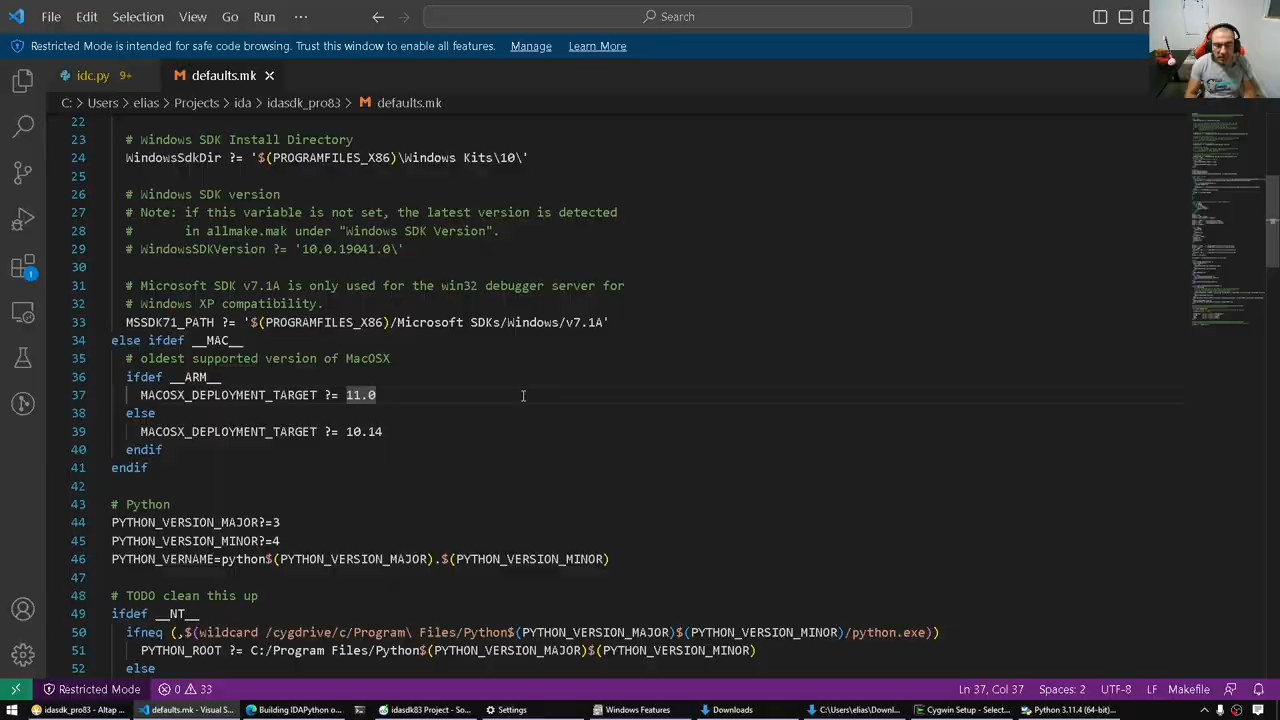 File Edit Selection View Go Run ··· Search
Restricted Mode is intended for safe code browsing. Trust this window to enable all features. Manage Learn More
idc.py 9+ defaults.mk
C: > Users > elias > Projects > ida > idasdk_pro83 > defaults.mk
22
23 # Windows SDK Install Directory
24 WindowsSdkDir ?= '$(PROGRAMFILES_X86)\Windows Kits\10\'
25
26 # Windows SDK Version
27 # Note: if this variable is not set, the latest version is detected
28 # in allmake.mak under "Windows SDK Version".
29 # WindowsSDKVersion ?= '10.0.19041.0\'
30
31 # Microsoft SDK v7.1A is only used for the win32 debugger server for
32 # Windows XP compatibility.
33 MSSDK71_PATH ?= '$(PROGRAMFILES_X86)/Microsoft SDKs/Windows/v7.1A'
34 else ifdef __MAC__
35 # oldest supported version of MacOSX
36 ifdef __ARM__
37 MACOSX_DEPLOYMENT_TARGET ?= 11.0
38 else
39 MACOSX_DEPLOYMENT_TARGET ?= 10.14
40 endif
41 endif
42
43 # Python
44 PYTHON_VERSION_MAJOR?=3
45 PYTHON_VERSION_MINOR?=4
46 PYTHON_VERNAME=python$(PYTHON_VERSION_MAJOR).$(PYTHON_VERSION_MINOR)
47
48 # TODO clean this up
49 ifdef __NT__
50 ifneq (,$(wildcard /cygdrive/c/Program\ Files/Python$(PYTHON_VERSION_MAJOR)$(PYTHON_VERSION_MINOR)/python.exe))
51 PYTHON_ROOT ?= C:/Program Files/Python$(PYTHON_VERSION_MAJOR)$(PYTHON_VERSION_MINOR)
52 else
Restricted Mode 0 33 Ln 37, Col 37 Spaces: 2 UTF-8 LF Makefile
idasdk_pro83 - Altap ... defaults.mk - Visual S... Building IDAPython o... idasdk83 Project - So... Settings Windows Features Downloads C:\Users\elias\Downl... Cygwin Setup - Select... Python 3.11.4 (64-bit)...